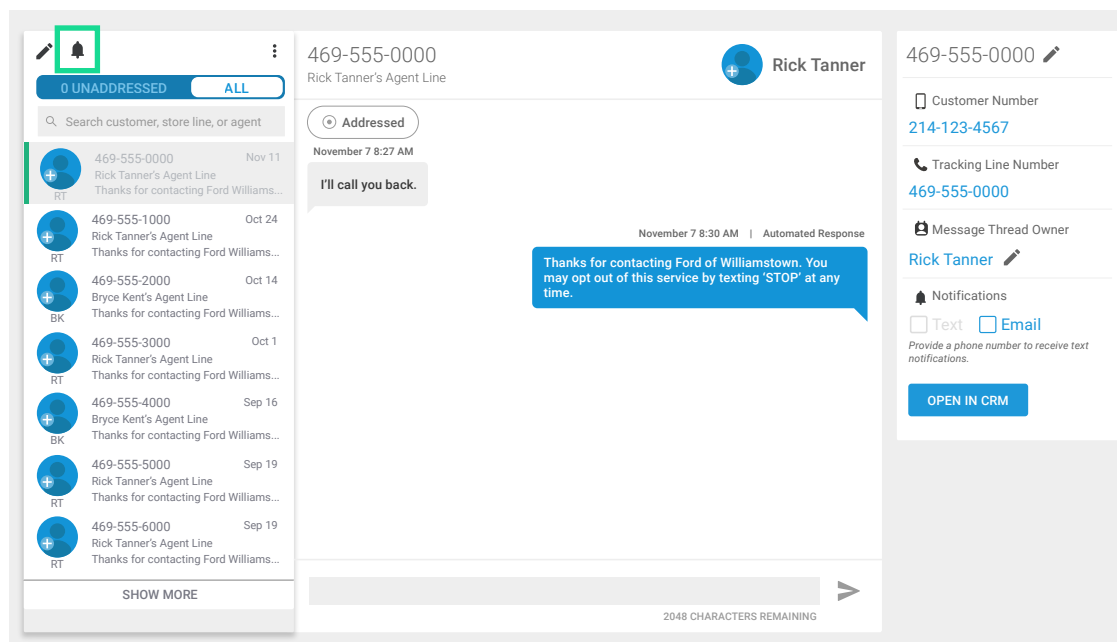 0 UNADDRESSED
ALL
Search customer, store line, or agent
469-555-0000 Nov 11
Rick Tanner's Agent Line
Thanks for contacting Ford Williams...
RT
469-555-1000 Oct 24
Rick Tanner's Agent Line
Thanks for contacting Ford Williams...
RT
469-555-2000 Oct 14
Bryce Kent's Agent Line
Thanks for contacting Ford Williams...
BK
469-555-3000 Oct 1
Rick Tanner's Agent Line
Thanks for contacting Ford Williams...
RT
469-555-4000 Sep 16
Bryce Kent's Agent Line
Thanks for contacting Ford Williams...
BK
469-555-5000 Sep 19
Rick Tanner's Agent Line
Thanks for contacting Ford Williams...
RT
469-555-6000 Sep 19
Rick Tanner's Agent Line
Thanks for contacting Ford Williams...
RT
SHOW MORE
469-555-0000
Rick Tanner's Agent Line
Rick Tanner
Addressed
November 7 8:27 AM
I'll call you back.
November 7 8:30 AM | Automated Response
Thanks for contacting Ford of Williamstown. You
may opt out of this service by texting 'STOP' at any
time.
2048 CHARACTERS REMAINING
469-555-0000
Customer Number
214-123-4567
Tracking Line Number
469-555-0000
Message Thread Owner
Rick Tanner
Notifications
Text Email
Provide a phone number to receive text
notifications.
OPEN IN CRM